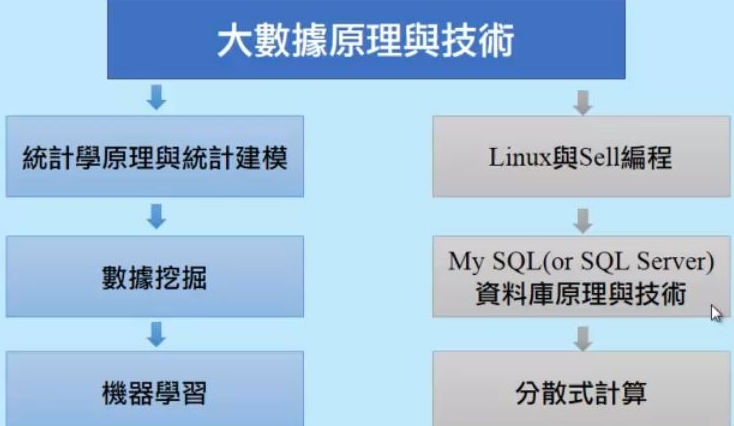 大數據原理與技術
統計學原理與統計建模
數據挖掘
機器學習
Linux與Sell編程
My SQL(or SQL Server)
資料庫原理與技術
分散式計算